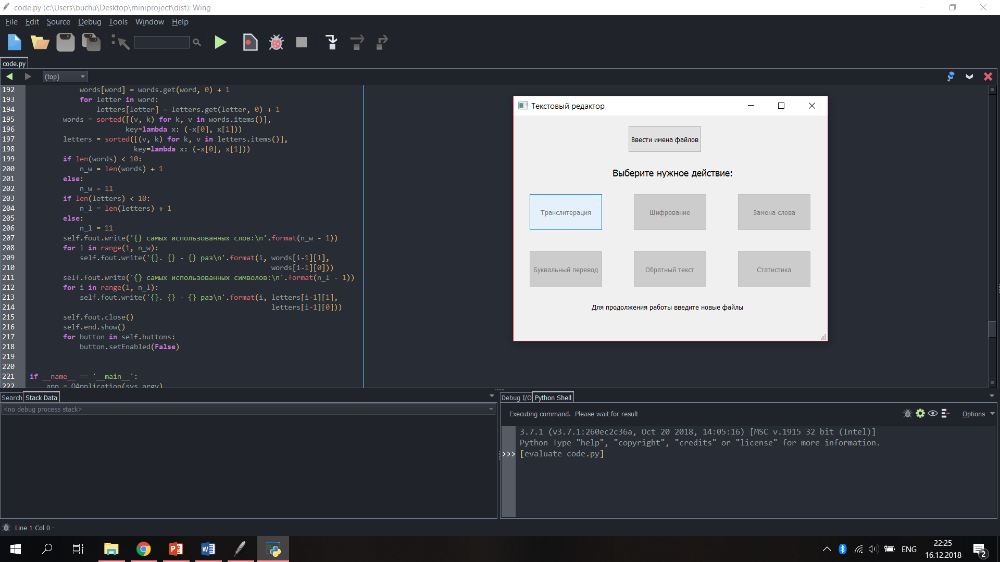 code.py (c:\Users\buchu\Desktop\miniproject\dist): Wing
File Edit Source Debug Tools Window Help
code.py
(top)
192 words[word] = words.get(word, 0) + 1
193 for letter in word:
194 letters[letter] = letters.get(letter, 0) + 1
195 words = sorted([(v, k) for k, v in words.items()],
196 key=lambda x: (-x[0], x[1]))
197 letters = sorted([(v, k) for k, v in letters.items()],
198 key=lambda x: (-x[0], x[1]))
199 if len(words) < 10:
200 n_w = len(words) + 1
201 else:
202 n_w = 11
203 if len(letters) < 10:
204 n_l = len(letters) + 1
205 else:
206 n_l = 11
207 self.fout.write('{} самых использованных слов:\n'.format(n_w - 1))
208 for i in range(1, n_w):
209 self.fout.write('{}. {} - {} раз\n'.format(i, words[i-1][1],
210 words[i-1][0]))
211 self.fout.write('{} самых использованных символов:\n'.format(n_l - 1))
212 for i in range(1, n_l):
213 self.fout.write('{}. {} - {} раз\n'.format(i, letters[i-1][1],
214 letters[i-1][0]))
215 self.fout.close()
216 self.end.show()
217 for button in self.buttons:
218 button.setEnabled(False)
219
220
221 if __name__ == '__main__':
222 app = QApplication(sys.argv)
Текстовый редактор
Ввести имена файлов
Выберите нужное действие:
Транслитерация Шифрование Замена слова
Буквальный перевод Обратный текст Статистика
Для продолжения работы введите новые файлы
Search Stack Data
<no debug process stack>
Debug I/O Python Shell
Executing command. Please wait for result
Options
3.7.1 (v3.7.1:260ec2c36a, Oct 20 2018, 14:05:16) [MSC v.1915 32 bit (Intel)]
Python Type "help", "copyright", "credits" or "license" for more information.
>>> [evaluate code.py]
Line 1 Col 0 -
ENG
22:25
16.12.2018
2